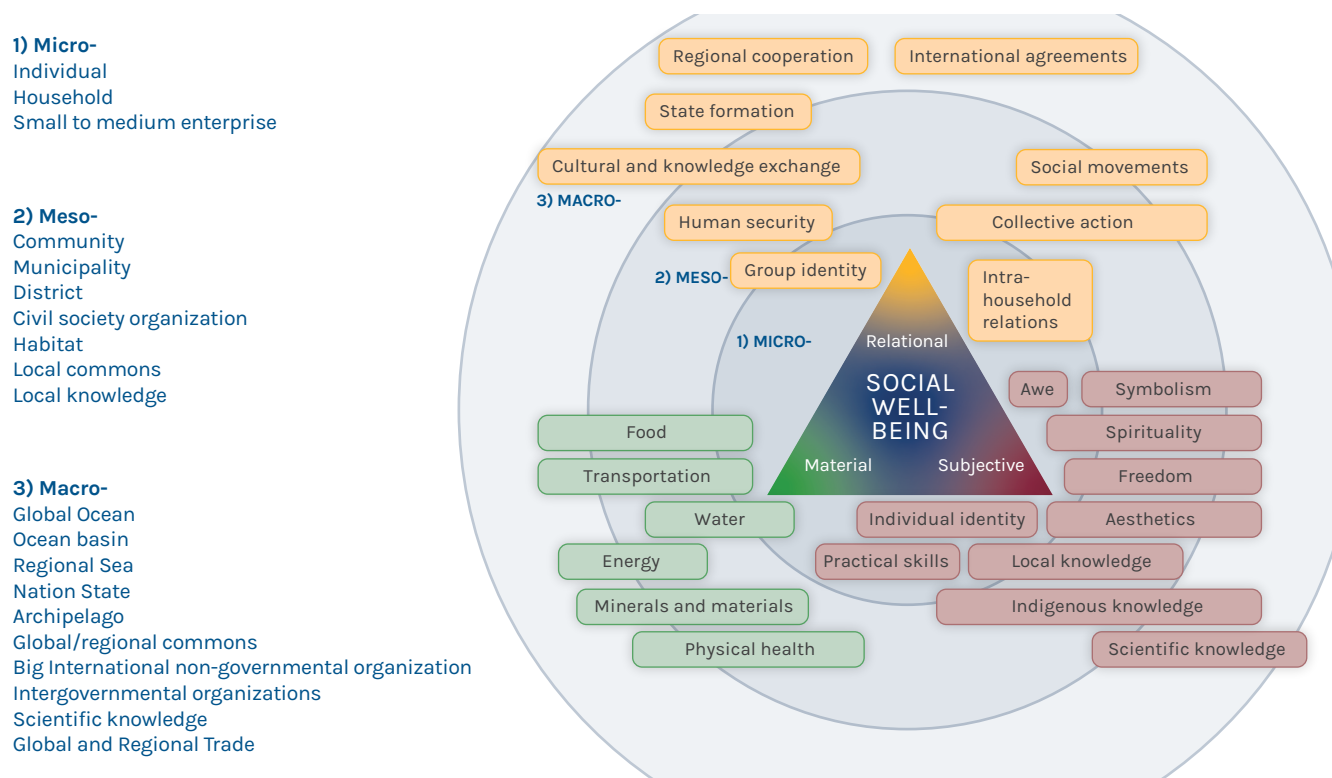 1) Micro-
Individual
Household
Small to medium enterprise
2) Meso-
Community
Municipality
District
Civil society organization
Habitat
Local commons
Local knowledge
3) Macro-
Global Ocean
Ocean basin
Regional Sea
Nation State
Archipelago
Global/regional commons
Big International non-governmental organization
Intergovernmental organizations
Scientific knowledge
Global and Regional Trade
Regional cooperation
International agreements
State formation
Cultural and knowledge exchange
Social movements
3) MACRO-
Human security
Collective action
2) MESO-
Group identity
Intra-
household
relations
1) MICRO-
Relational
SOCIAL
WELL-
BEING
Material
Subjective
Awe
Symbolism
Food
Spirituality
Transportation
Freedom
Water
Individual identity
Aesthetics
Energy
Practical skills
Local knowledge
Minerals and materials
Indigenous knowledge
Physical health
Scientific knowledge